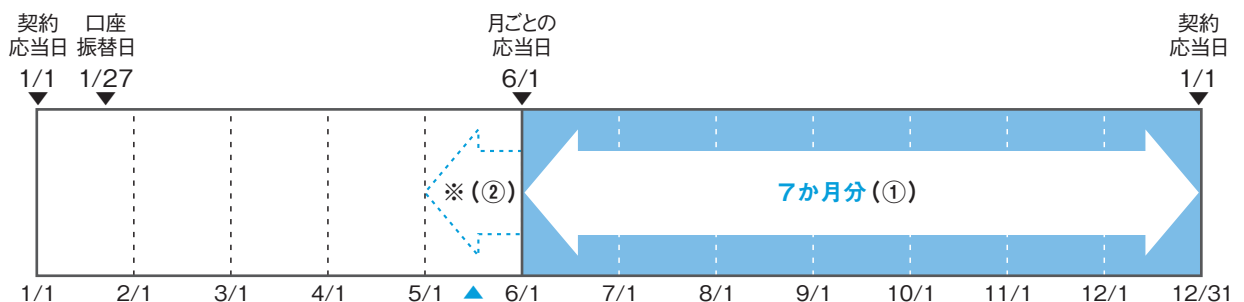 契約
応当日
1/1
口座
振替日
1/27
月ごとの
応当日
6/1
契約
応当日
1/1
※(②)
7か月分(①)
1/1 2/1 3/1 4/1 5/1 6/1 7/1 8/1 9/1 10/1 11/1 12/1 12/31